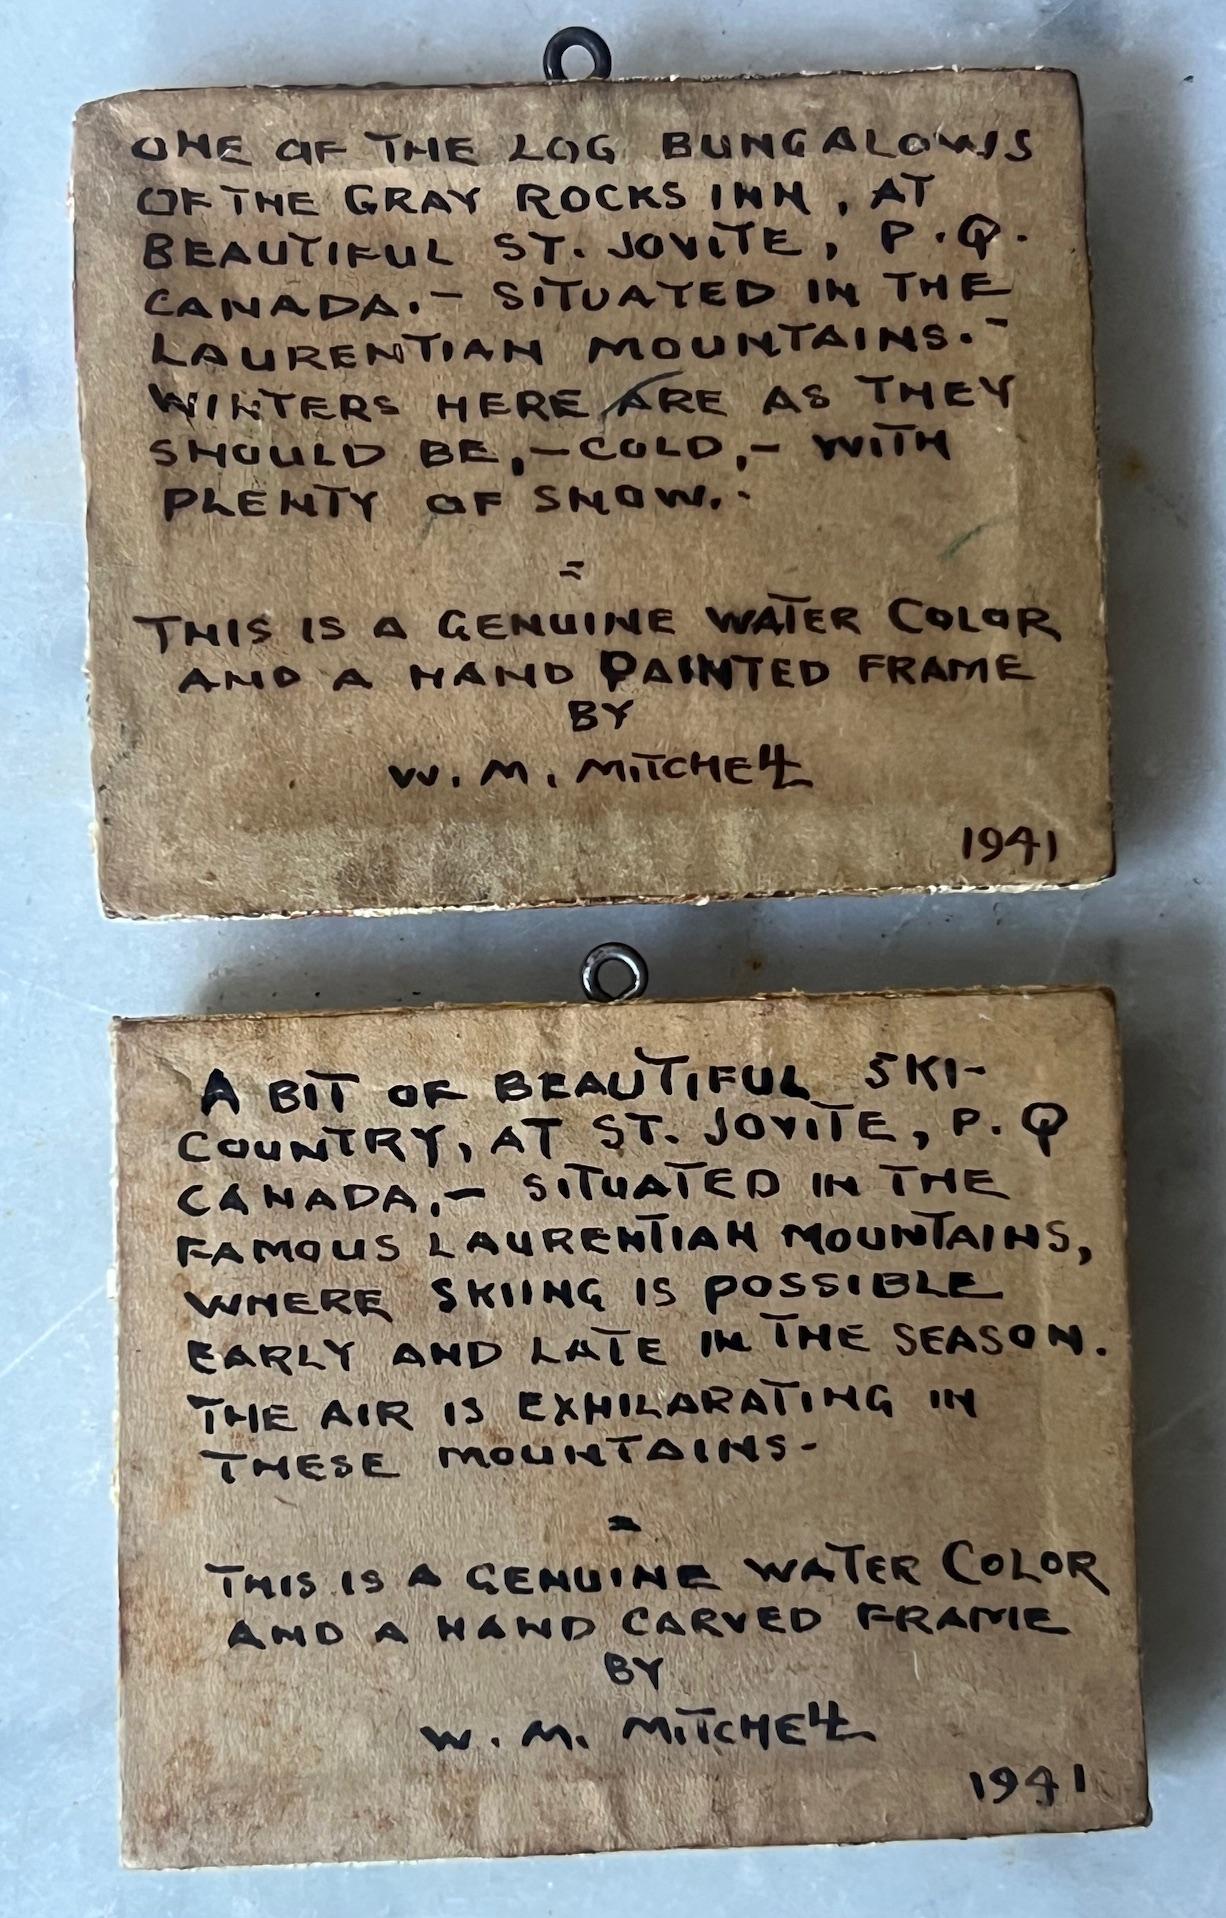 ONE OF THE LOG BUNGALOWS
OF THE GRAY ROCKS INN, AT
BEAUTIFUL ST. JOVITE, P.Q.
CANADA.- SITUATED IN THE
LAURENTIAN MOUNTAINS.-
WINTERS HERE ARE AS THEY
SHOULD BE,-COLD,- WITH
PLENTY OF SNOW.-
=
THIS IS A GENUINE WATER COLOR
AND A HAND PAINTED FRAME
BY
W. M. MITCHELL
1941
A BIT OF BEAUTIFUL SKI-
COUNTRY, AT ST. JOVITE, P.Q
CANADA,- SITUATED IN THE
FAMOUS LAURENTIAN MOUNTAINS,
WHERE SKIING IS POSSIBLE
EARLY AND LATE IN THE SEASON.
THE AIR IS EXHILARATING IN
THESE MOUNTAINS-
=
THIS IS A GENUINE WATER COLOR
AND A HAND CARVED FRAME
BY
W. M. MITCHELL
1941